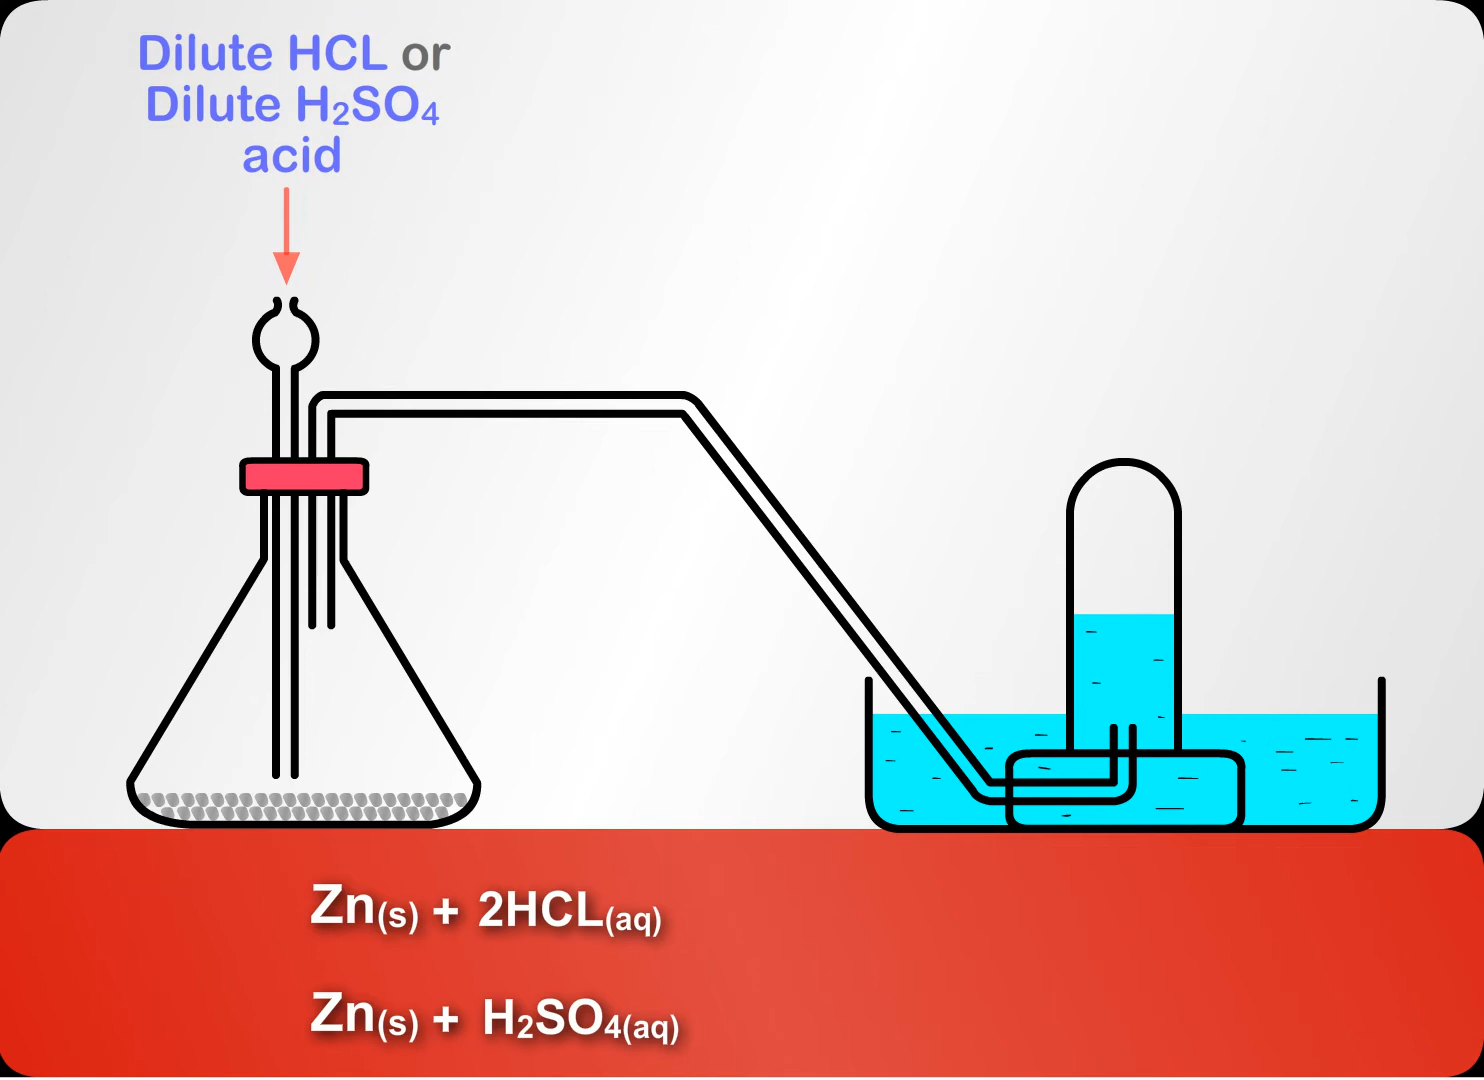 Dilute HCL or
Dilute H₂SO₄
acid
Zn(s) + 2HCL(aq)
Zn(s) + H₂SO₄(aq)